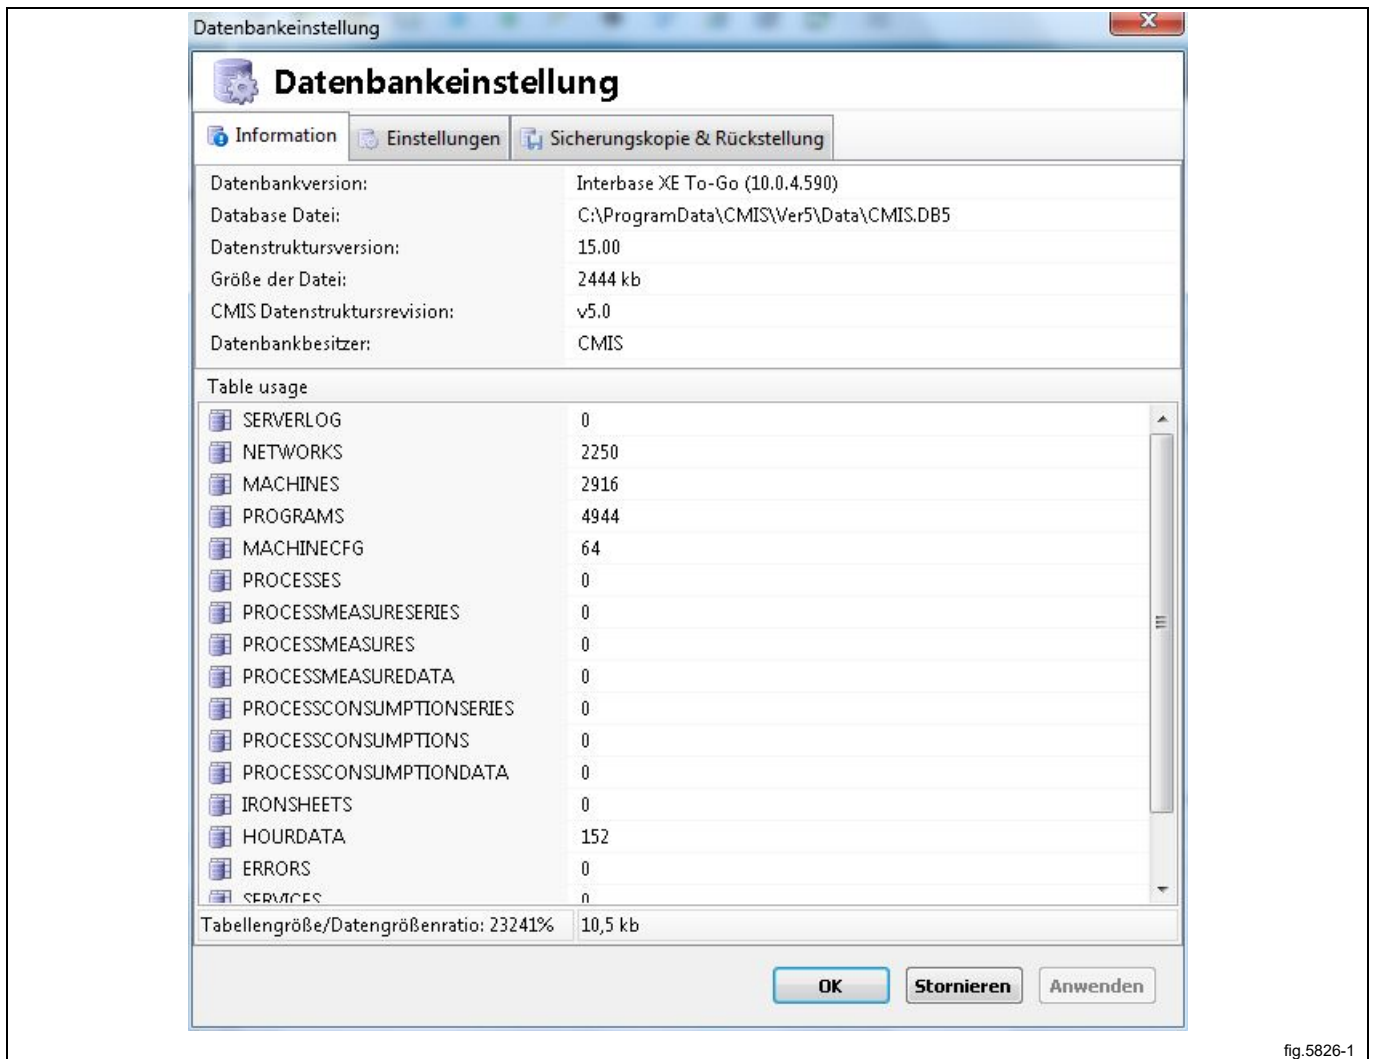 Datenbankeinstellung
Datenbankeinstellung
Information Einstellungen Sicherungskopie & Rückstellung
Datenbankversion: Interbase XE To-Go (10.0.4.590)
Database Datei: C:\ProgramData\CMIS\Ver5\Data\CMIS.DB5
Datenstruktursversion: 15.00
Größe der Datei: 2444 kb
CMIS Datenstruktursrevision: v5.0
Datenbankbesitzer: CMIS
Table usage
SERVERLOG 0
NETWORKS 2250
MACHINES 2916
PROGRAMS 4944
MACHINECFG 64
PROCESSES 0
PROCESSMEASURESERIES 0
PROCESSMEASURES 0
PROCESSMEASUREDATA 0
PROCESSCONSUMPTIONSERIES 0
PROCESSCONSUMPTIONS 0
PROCESSCONSUMPTIONDATA 0
IRONSHEETS 0
HOURDATA 152
ERRORS 0
SERVICES 0
Tabellengröße/Datengrößenratio: 23241% 10,5 kb
OK Stornieren Anwenden
fig.5826-1